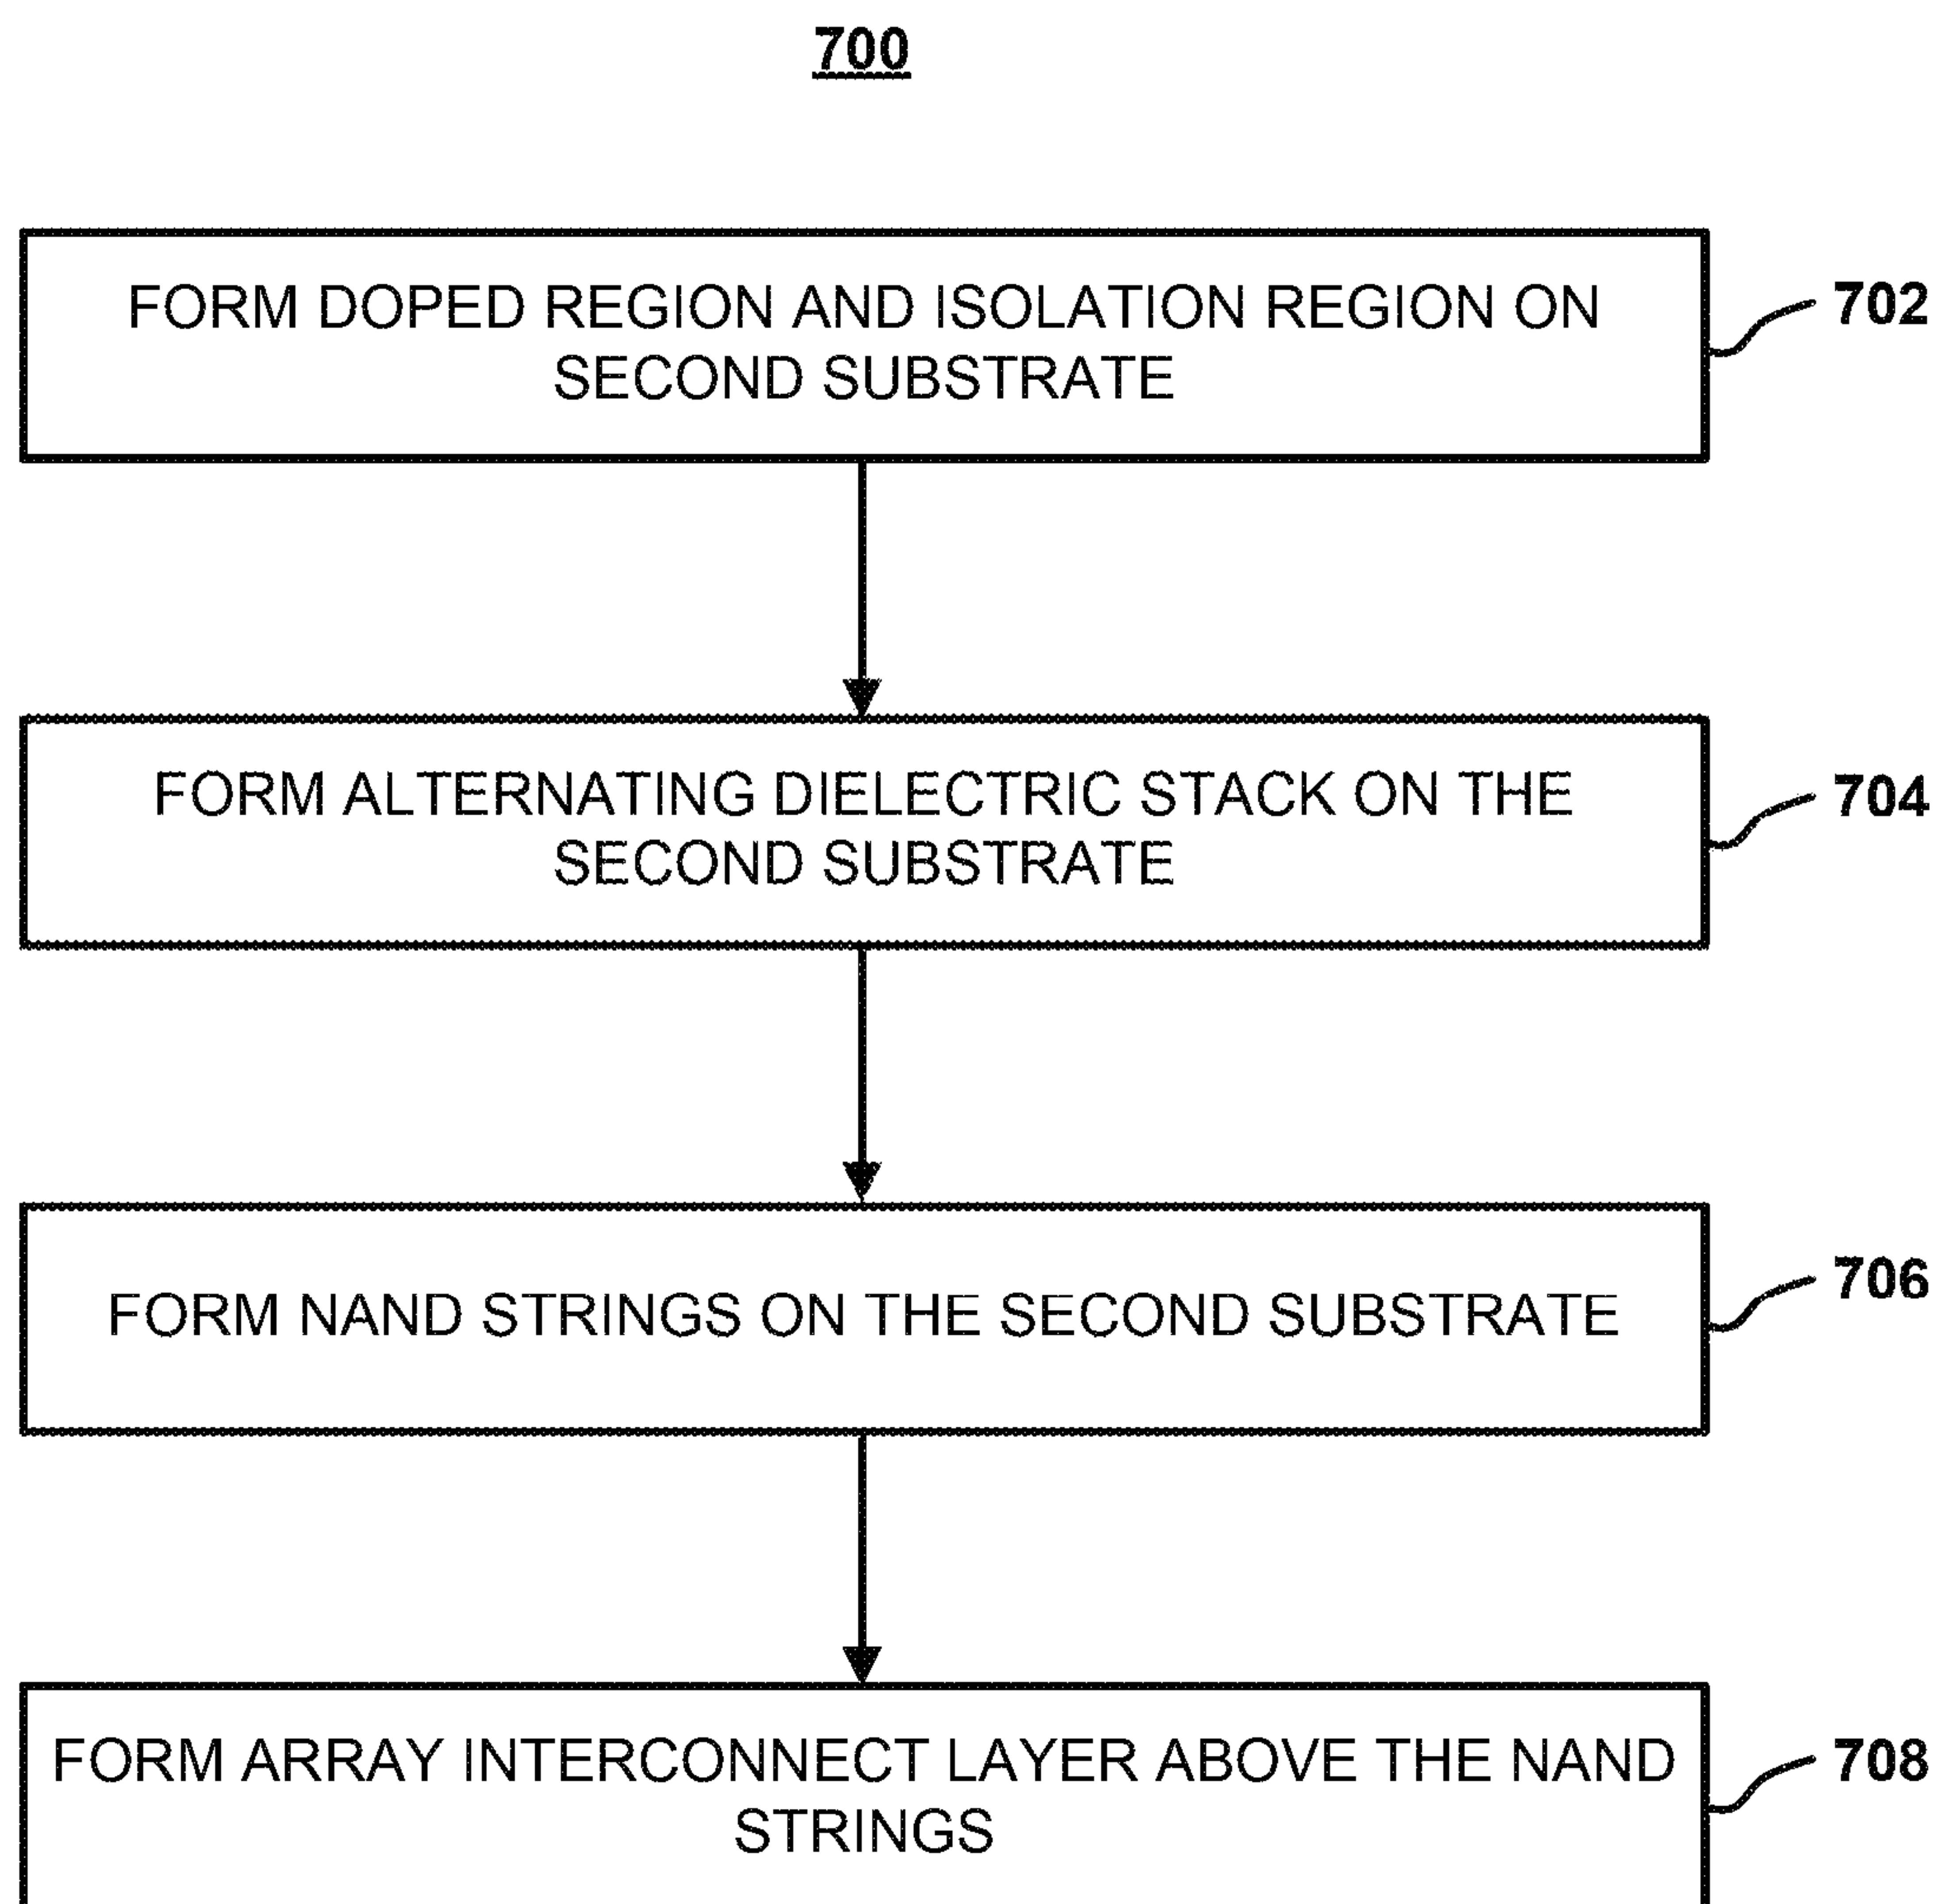 700
FORM DOPED REGION AND ISOLATION REGION ON
SECOND SUBSTRATE
702
FORM ALTERNATING DIELECTRIC STACK ON THE
SECOND SUBSTRATE
704
FORM NAND STRINGS ON THE SECOND SUBSTRATE
706
FORM ARRAY INTERCONNECT LAYER ABOVE THE NAND
STRINGS
708